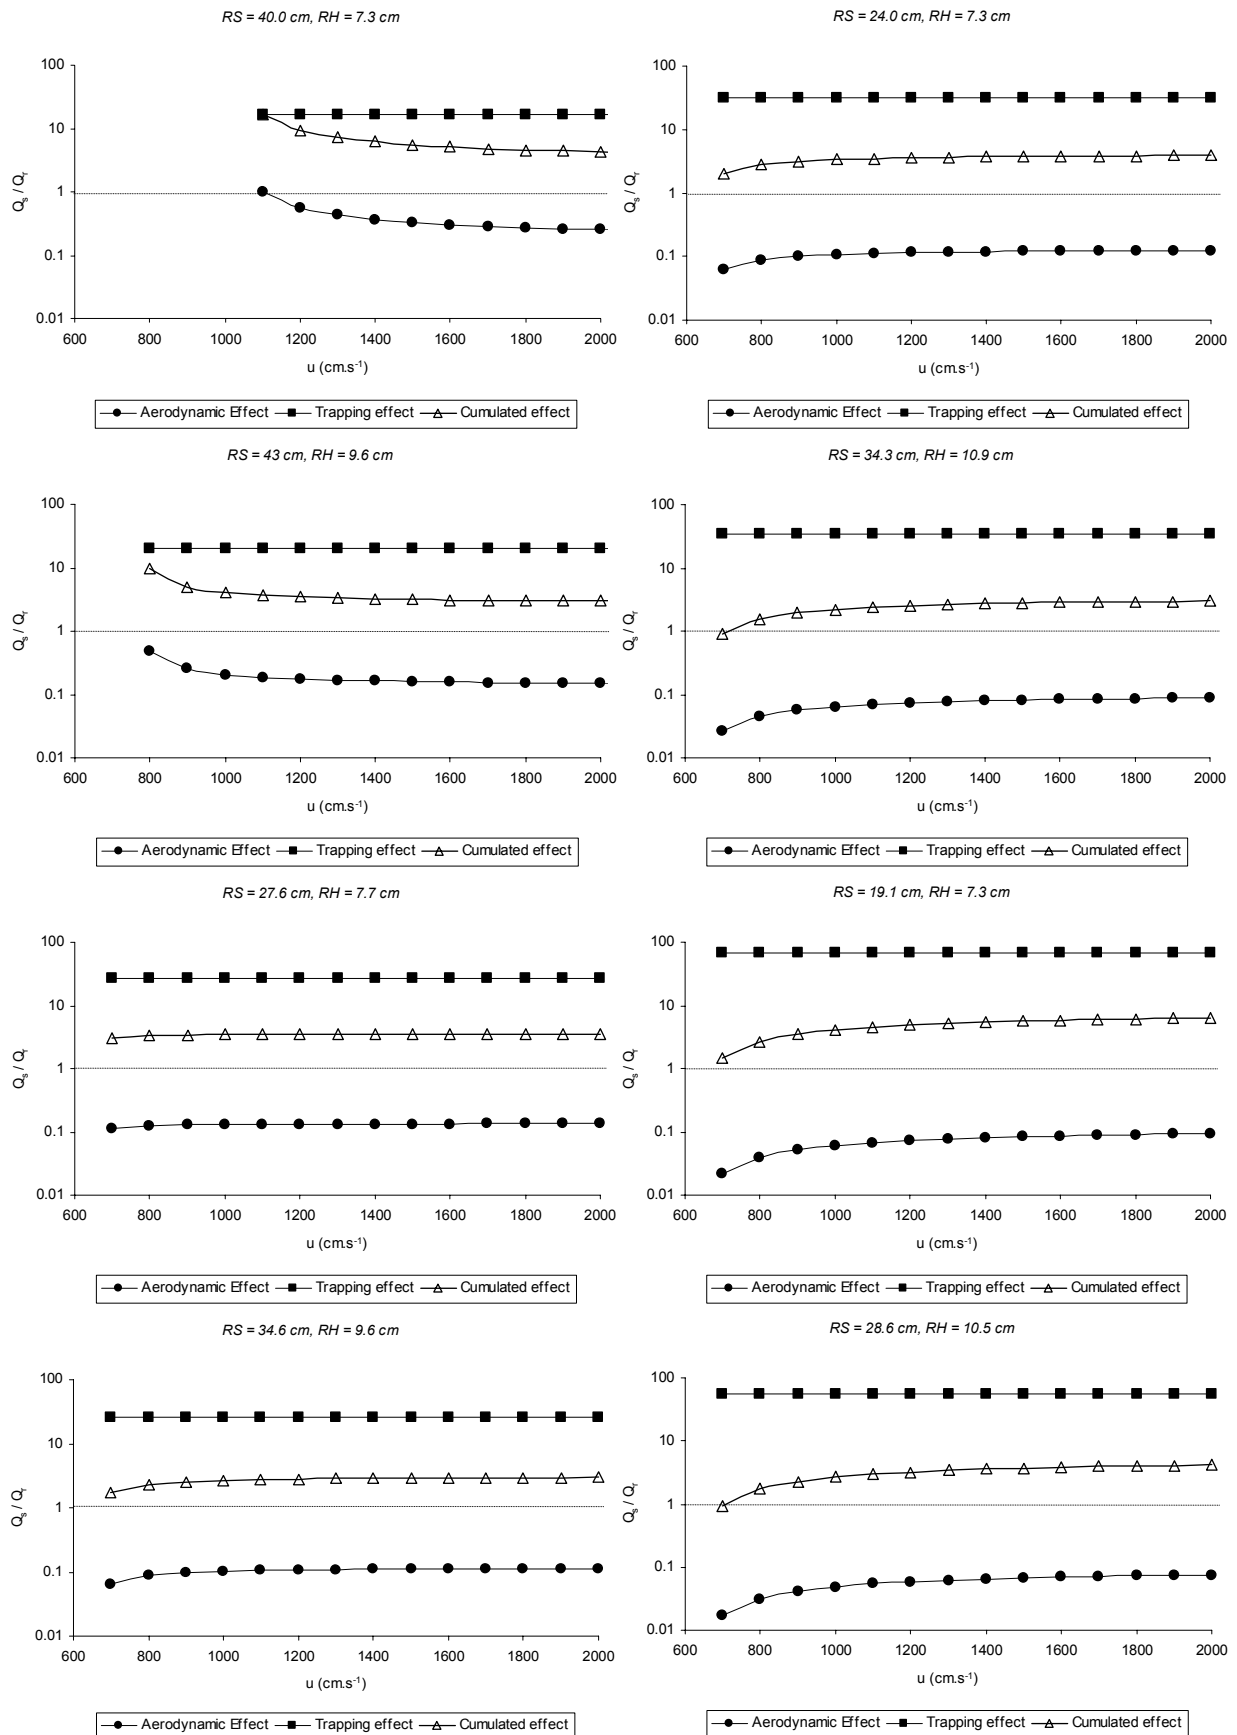 RS = 40.0 cm, RH = 7.3 cm
100
10
1
0.1
0.01
Qs / Qr
600 800 1000 1200 1400 1600 1800 2000
u (cm.s-1)
Aerodynamic Effect Trapping effect Cumulated effect
RS = 24.0 cm, RH = 7.3 cm
100
10
1
0.1
0.01
Qs / Qr
600 800 1000 1200 1400 1600 1800 2000
u (cm.s-1)
Aerodynamic Effect Trapping effect Cumulated effect
RS = 43 cm, RH = 9.6 cm
100
10
1
0.1
0.01
Qs / Qr
600 800 1000 1200 1400 1600 1800 2000
u (cm.s-1)
Aerodynamic Effect Trapping effect Cumulated effect
RS = 34.3 cm, RH = 10.9 cm
100
10
1
0.1
0.01
Qs / Qr
600 800 1000 1200 1400 1600 1800 2000
u (cm.s-1)
Aerodynamic Effect Trapping effect Cumulated effect
RS = 27.6 cm, RH = 7.7 cm
100
10
1
0.1
0.01
Qs / Qr
600 800 1000 1200 1400 1600 1800 2000
u (cm.s-1)
Aerodynamic Effect Trapping effect Cumulated effect
RS = 19.1 cm, RH = 7.3 cm
100
10
1
0.1
0.01
Qs / Qr
600 800 1000 1200 1400 1600 1800 2000
u (cm.s-1)
Aerodynamic Effect Trapping effect Cumulated effect
RS = 34.6 cm, RH = 9.6 cm
100
10
1
0.1
0.01
Qs / Qr
600 800 1000 1200 1400 1600 1800 2000
u (cm.s-1)
Aerodynamic Effect Trapping effect Cumulated effect
RS = 28.6 cm, RH = 10.5 cm
100
10
1
0.1
0.01
Qs / Qr
600 800 1000 1200 1400 1600 1800 2000
u (cm.s-1)
Aerodynamic Effect Trapping effect Cumulated effect